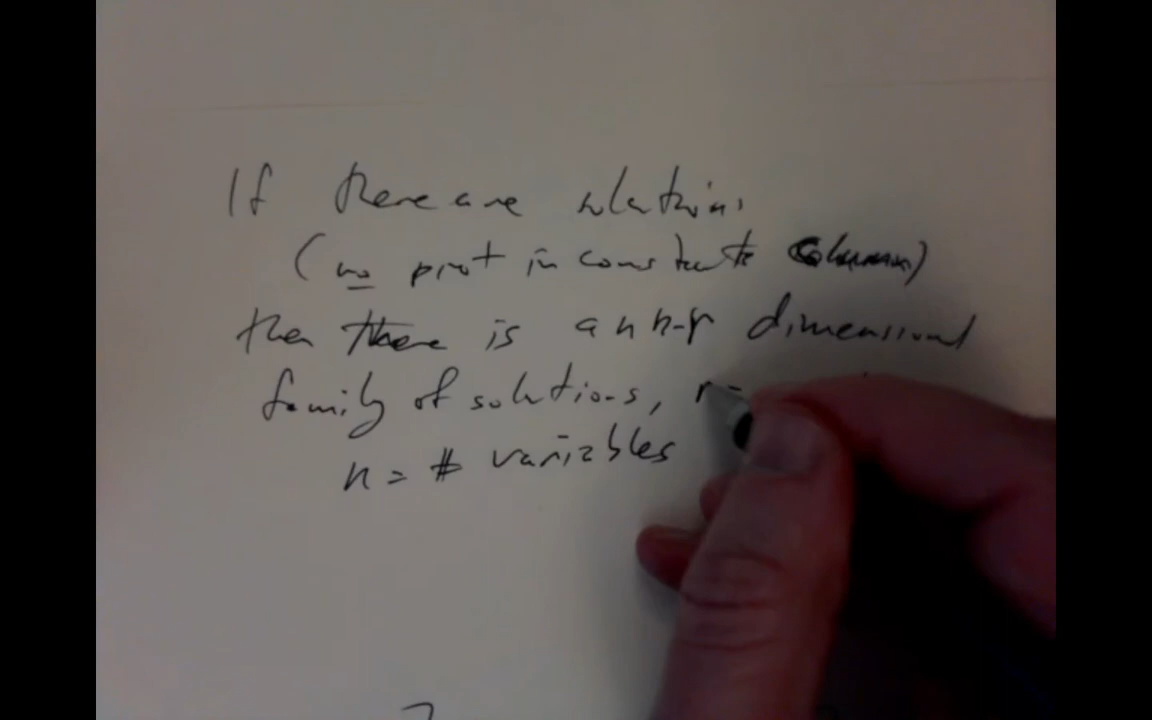 If there are solutions
(no pivot in constants column)
then there is an n-r dimensional
family of solutions, r=
n = # variables